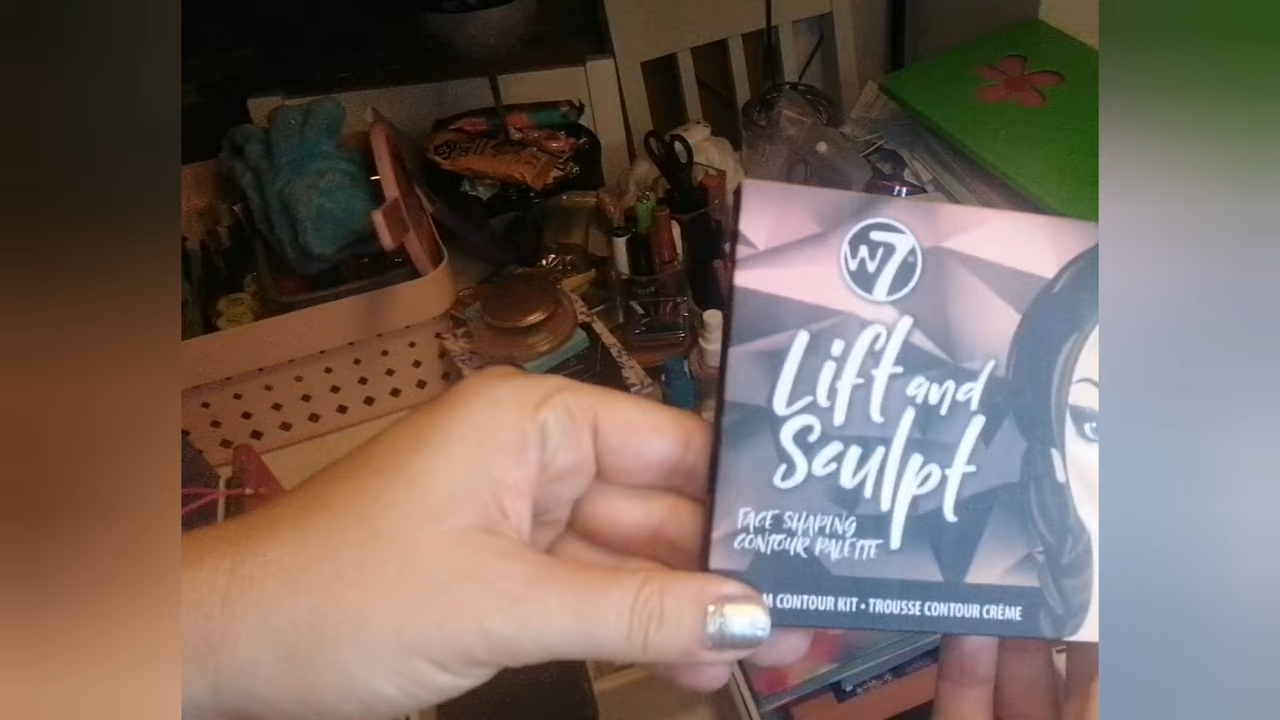 W7
Lift and
Sculpt
FACE SHAPING
CONTOUR PALETTE
CONTOUR KIT • TROUSSE CONTOUR CRÈME